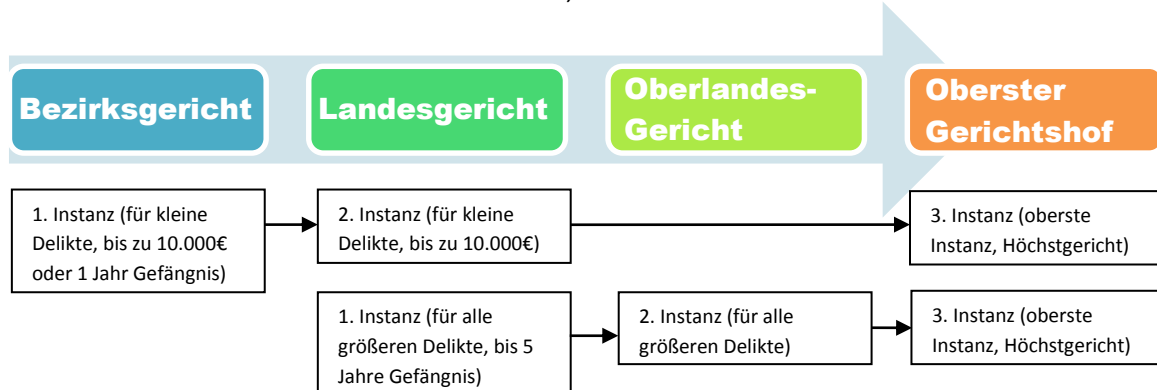 Bezirksgericht
Landesgericht
Oberlandes-
Gericht
Oberster
Gerichtshof
1. Instanz (für kleine
Delikte, bis zu 10.000€
oder 1 Jahr Gefängnis)
2. Instanz (für kleine
Delikte, bis zu 10.000€)
3. Instanz (oberste
Instanz, Höchstgericht)
1. Instanz (für alle
größeren Delikte, bis 5
Jahre Gefängnis)
2. Instanz (für alle
größeren Delikte)
3. Instanz (oberste
Instanz, Höchstgericht)